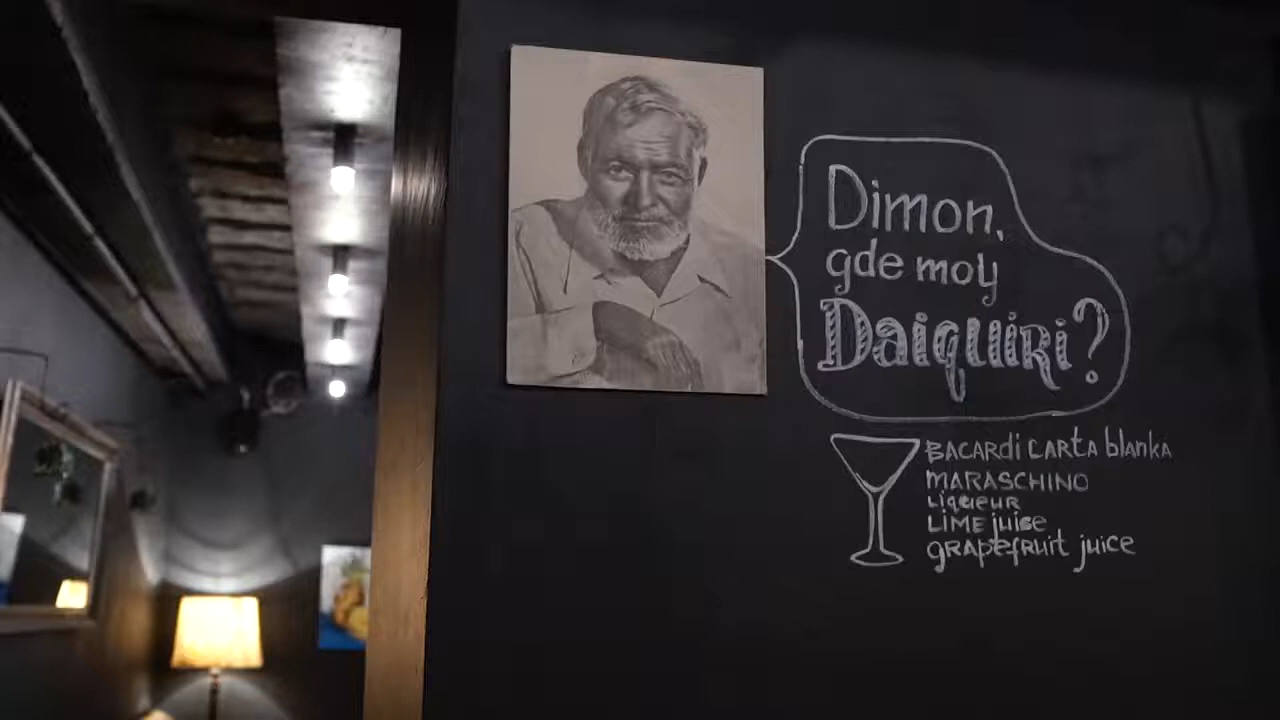 Dimon,
gde moy
Daiquiri?
BACARdi CARta blanka
MARASCHINO
Liqueur
LIME juise
gRApefRuit juice